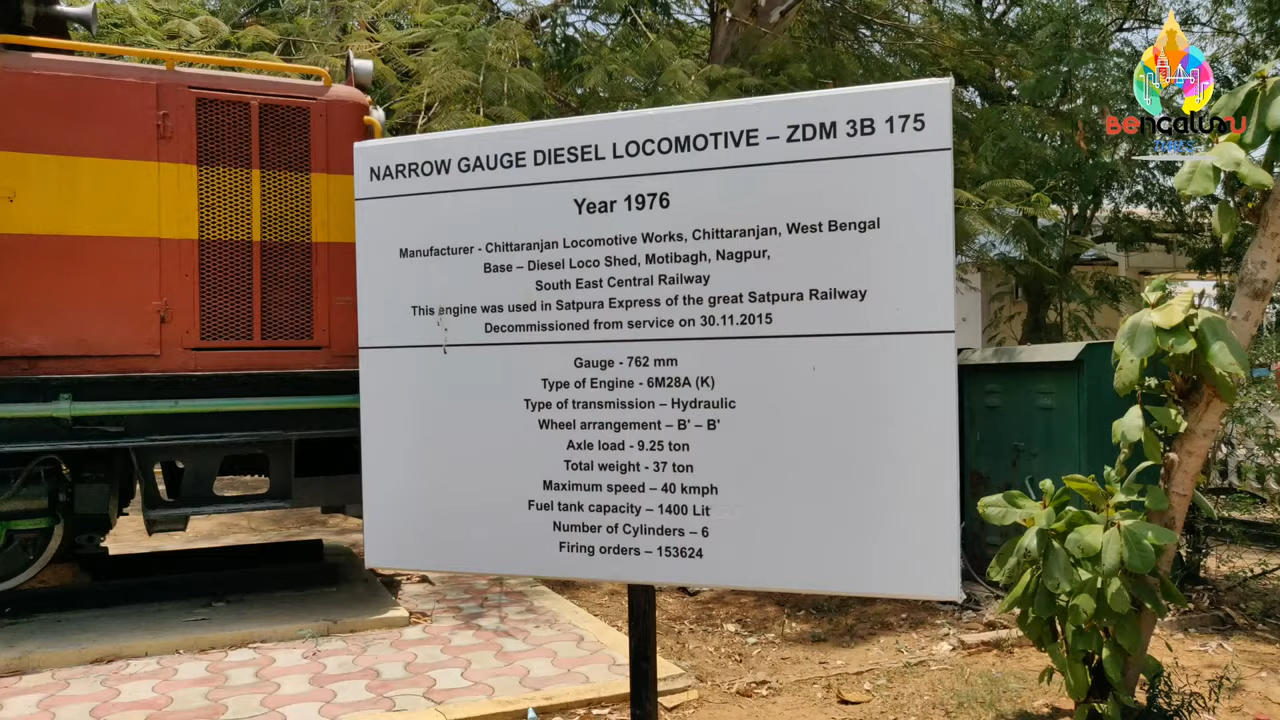 NARROW GAUGE DIESEL LOCOMOTIVE – ZDM 3B 175
Year 1976
Manufacturer - Chittaranjan Locomotive Works, Chittaranjan, West Bengal
Base – Diesel Loco Shed, Motibagh, Nagpur,
South East Central Railway
This engine was used in Satpura Express of the great Satpura Railway
Decommissioned from service on 30.11.2015
Gauge - 762 mm
Type of Engine - 6M28A (K)
Type of transmission – Hydraulic
Wheel arrangement – B' – B'
Axle load - 9.25 ton
Total weight - 37 ton
Maximum speed – 40 kmph
Fuel tank capacity – 1400 Lit
Number of Cylinders – 6
Firing orders – 153624
BENGALURU